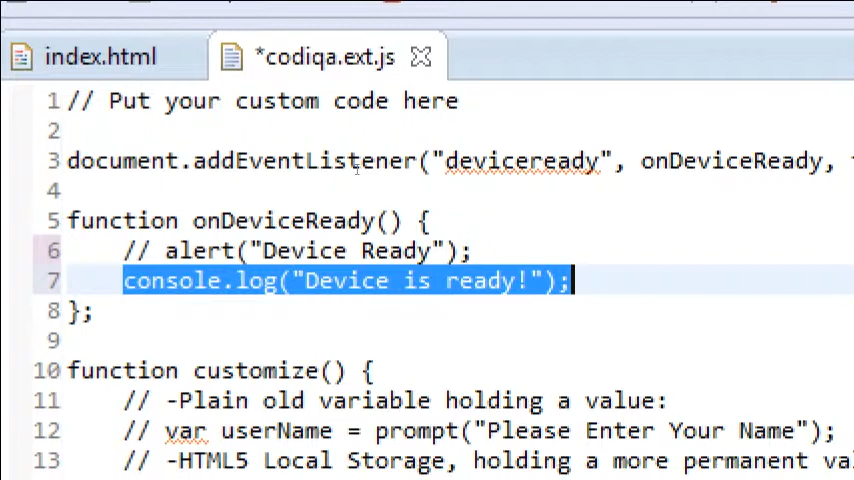 index.html
*codiqa.ext.js
1 // Put your custom code here
2
3 document.addEventListener("deviceready", onDeviceReady,
4
5 function onDeviceReady() {
6 // alert("Device Ready");
7 console.log("Device is ready!");
8 };
9
10 function customize() {
11 // -Plain old variable holding a value:
12 // var userName = prompt("Please Enter Your Name");
13 // -HTML5 Local Storage, holding a more permanent va